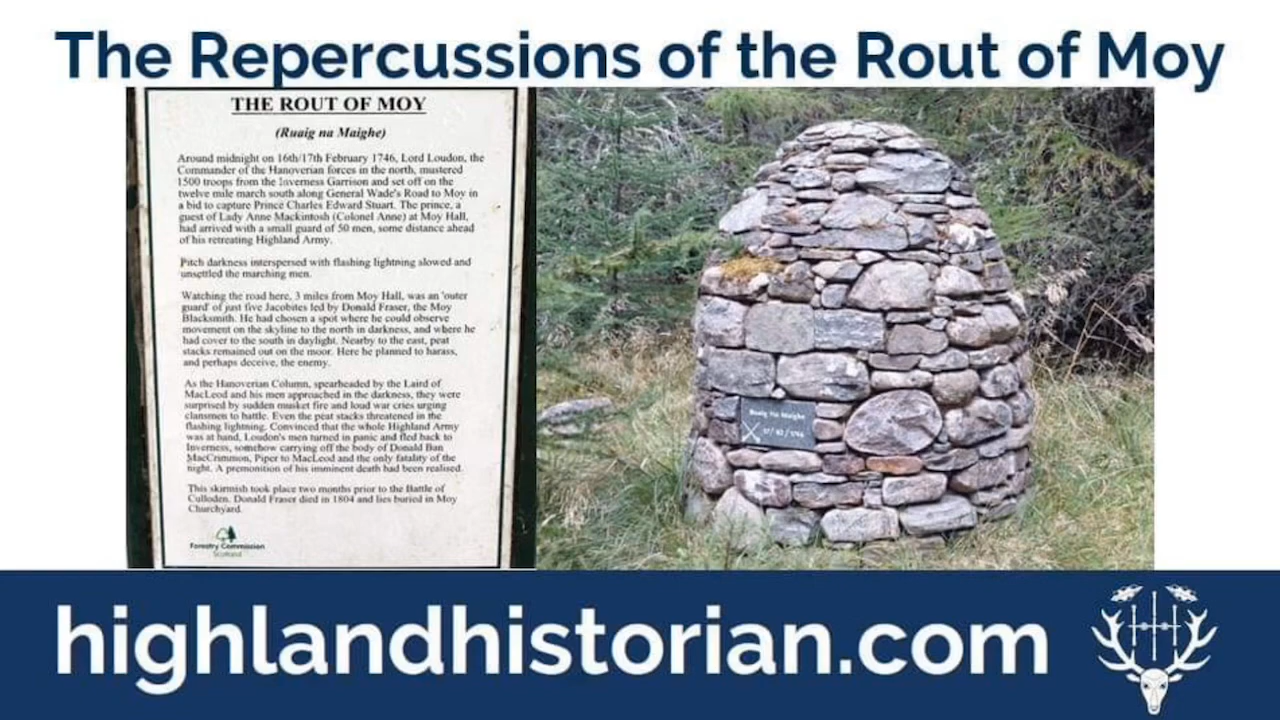 The Repercussions of the Rout of Moy
THE ROUT OF MOY
(Ruaig na Maighe)
Around midnight on 16th/17th February 1746, Lord Loudon, the
Commander of the Hanoverian forces in the north, mustered
1500 troops from the Inverness Garrison and set off on the
twelve mile march south along General Wade's Road to Moy in
a bid to capture Prince Charles Edward Stuart. The prince, a
guest of Lady Anne Mackintosh (Colonel Anne) at Moy Hall,
had arrived with a small guard of 50 men, some distance ahead
of his retreating Highland Army.
Pitch darkness interspersed with flashing lightning slowed and
unsettled the marching men.
Watching the road here, 3 miles from Moy Hall, was an 'outer
guard' of just five Jacobites led by Donald Fraser, the Moy
Blacksmith. He had chosen a spot where he could observe
movement on the skyline to the north in darkness, and where he
had cover to the south in daylight. Nearby to the east, peat
stacks remained out on the moor. Here he planned to harass,
and perhaps deceive, the enemy.
As the Hanoverian Column, spearheaded by the Laird of
MacLeod and his men approached in the darkness, they were
surprised by sudden musket fire and loud war cries urging
clansmen to battle. Even the peat stacks threatened in the
flashing lightning. Convinced that the whole Highland Army
was at hand, Loudon's men turned in panic and fled back to
Inverness, somehow carrying off the body of Donald Ban
MacCrimmon, Piper to MacLeod and the only fatality of the
night. A premonition of his imminent death had been realised.
This skirmish took place two months prior to the Battle of
Culloden. Donald Fraser died in 1804 and lies buried in Moy
Churchyard.
Forestry Commission
Scotland
Ruaig Na Maighe
17/02/1746
highlandhistorian.com